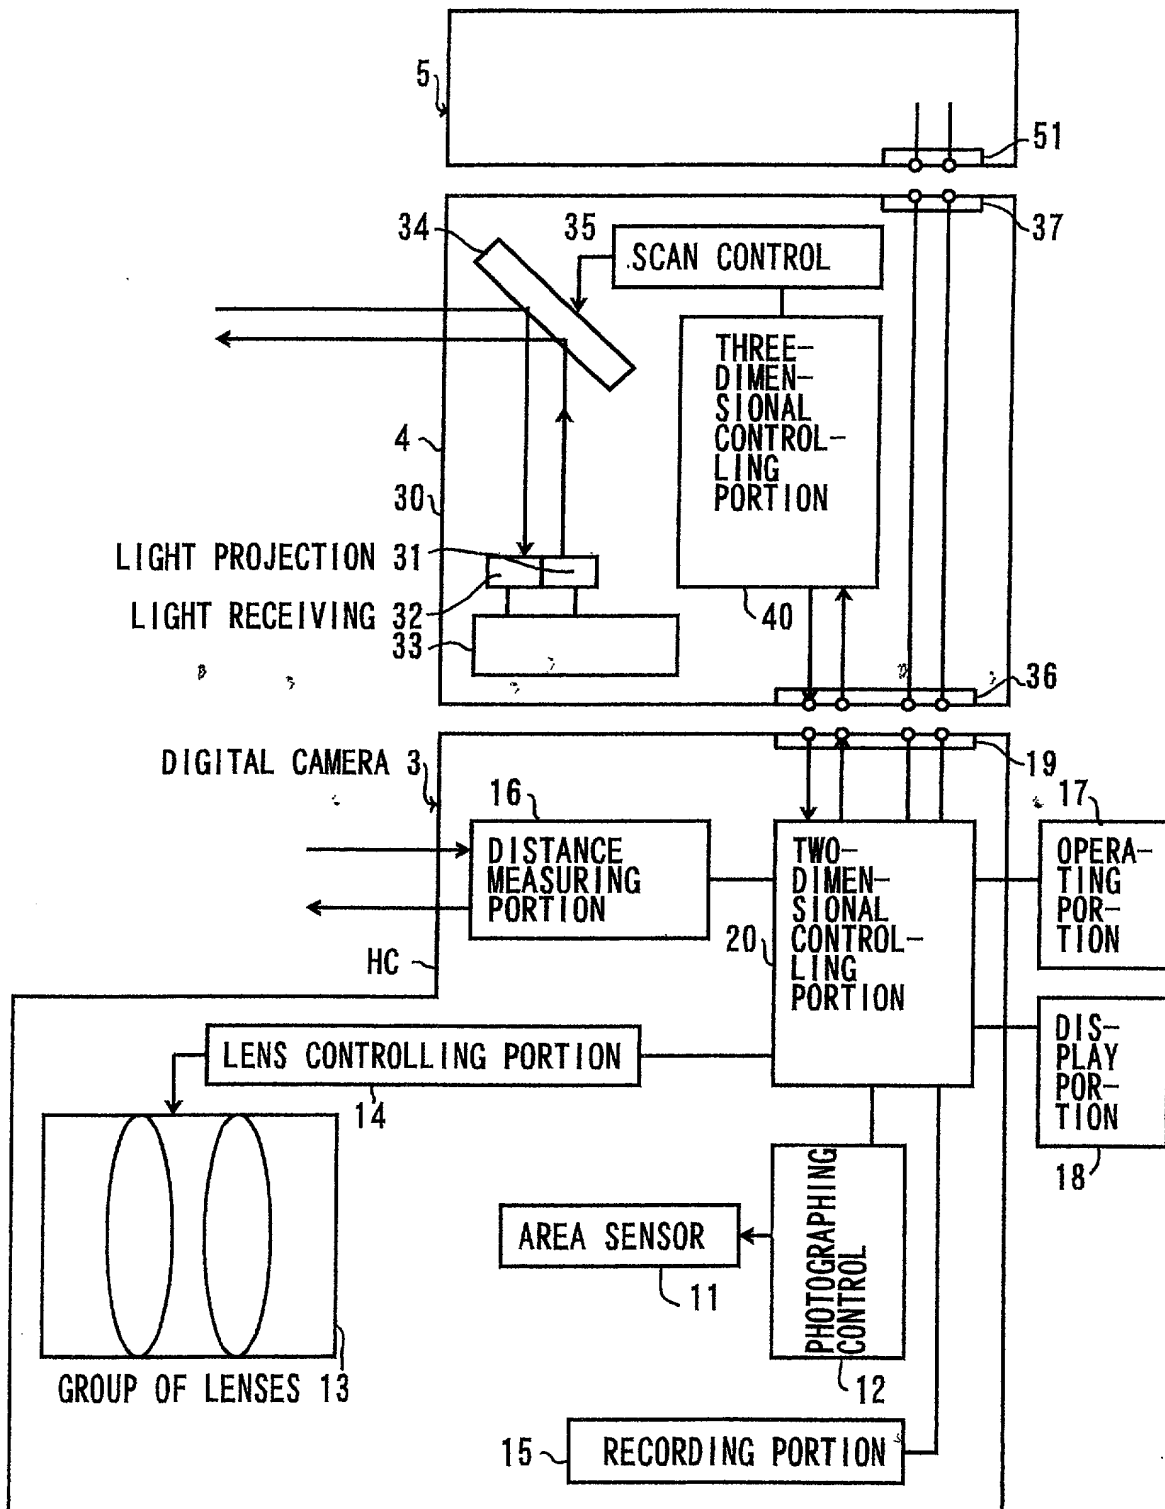 5
51
37
34
35
SCAN CONTROL
THREE-
DIMEN-
SIONAL
CONTROL-
LING
PORTION
4
30
LIGHT PROJECTION 31
LIGHT RECEIVING 32
33
40
36
DIGITAL CAMERA 3
19
16
17
DISTANCE
MEASURING
PORTION
TWO-
DIMEN-
SIONAL
CONTROL-
LING
PORTION
OPERA-
TING
POR-
TION
20
HC
LENS CONTROLLING PORTION
14
DIS-
PLAY
POR-
TION
18
PHOTOGRAPHING
CONTROL
AREA SENSOR
11
12
GROUP OF LENSES 13
15
RECORDING PORTION